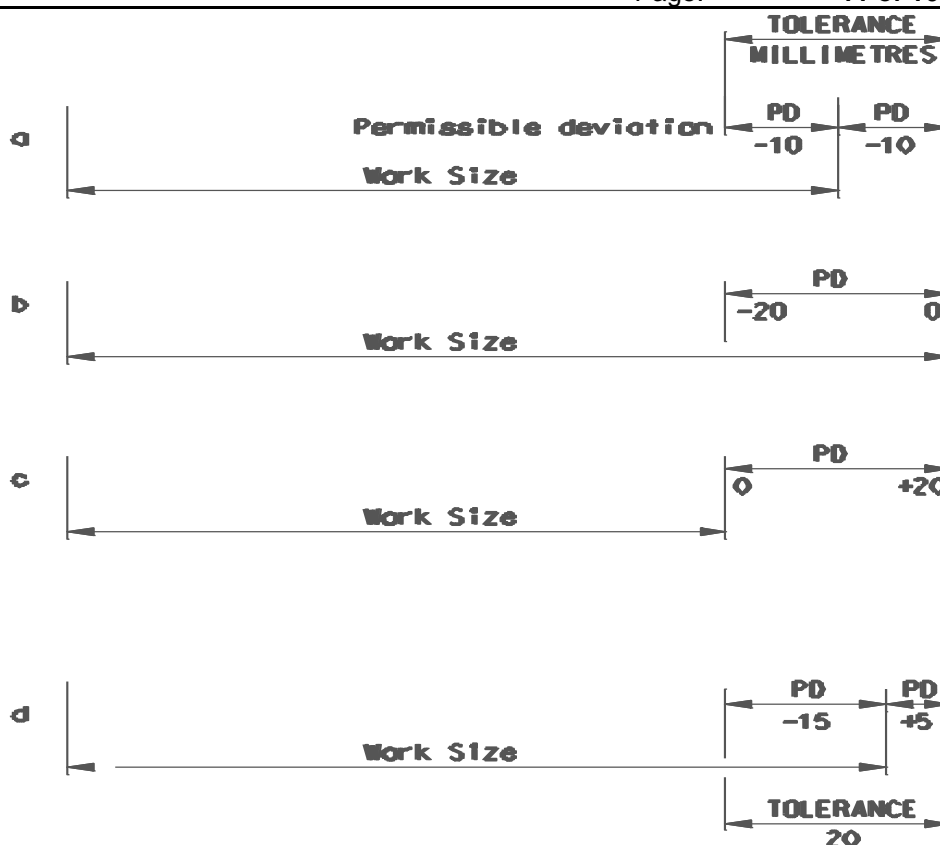 TOLERANCE
MILLIMETRES
a
Permissible deviation
PD
PD
-10
-10
Work Size
b
PD
-20
0
Work Size
c
PD
0
+20
Work Size
d
PD
PD
-15
+5
Work Size
TOLERANCE
20